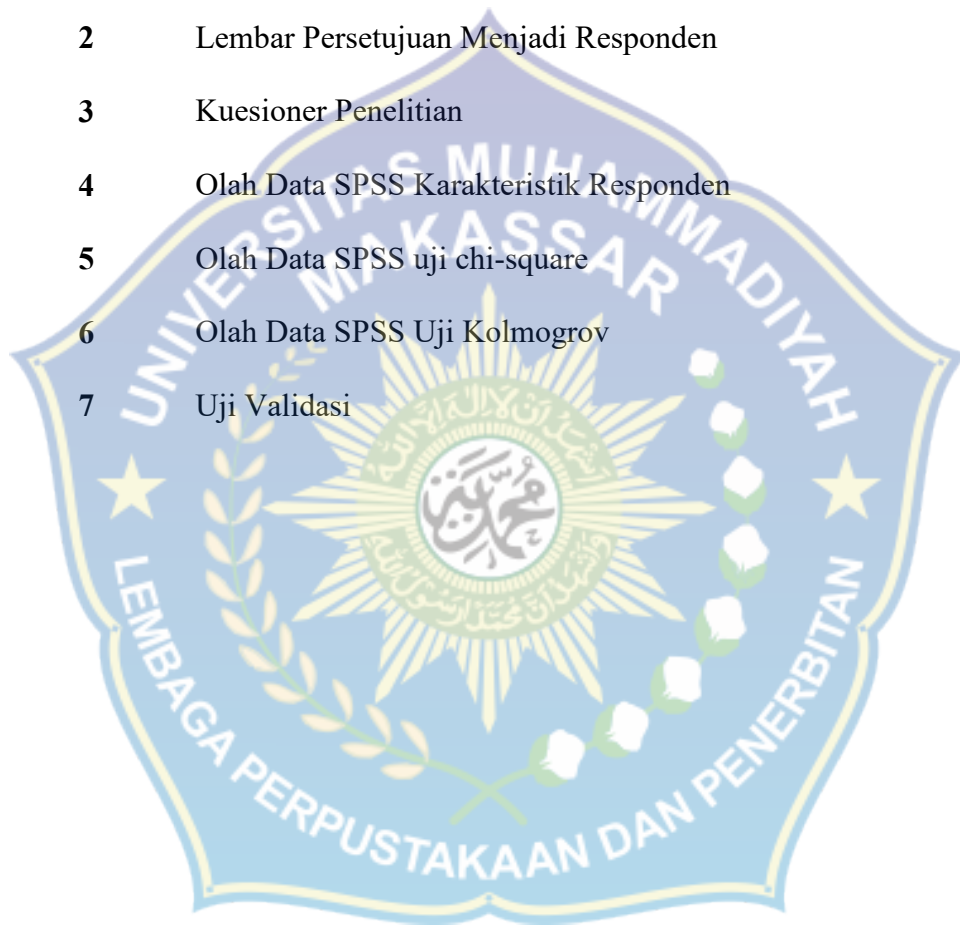 2 Lembar Persetujuan Menjadi Responden
3 Kuesioner Penelitian
4 Olah Data SPSS Karakteristik Responden
5 Olah Data SPSS uji chi-square
6 Olah Data SPSS Uji Kolmogrov
7 Uji Validasi
UNIVERSITAS MUHAMMADIYAH
MAKASSAR
LEMBAGA PERPUSTAKAAN DAN PENERBITAN